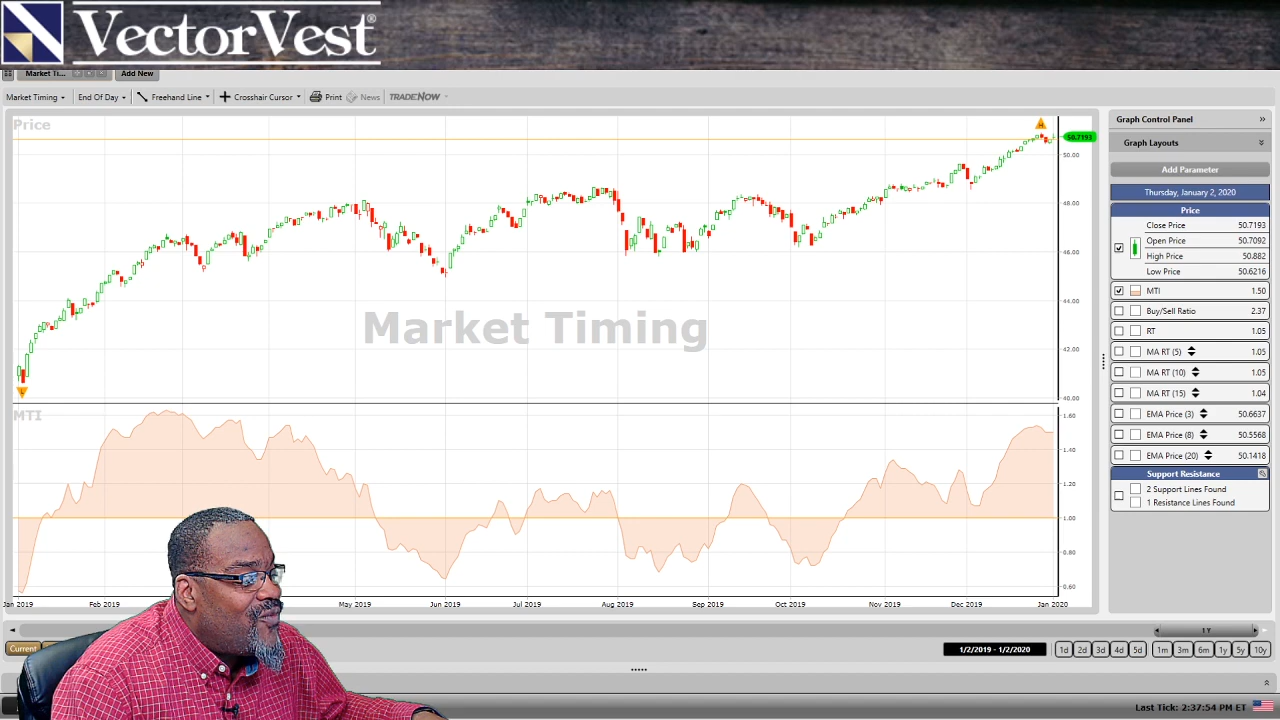 VectorVest®
Market Ti...
Add New
Market Timing
End Of Day
Freehand Line
Crosshair Cursor
Print
News
TRADENOW
Graph Control Panel
Price
H
50.7193
Graph Layouts
50.00
Add Parameter
Thursday, January 2, 2020
Price
48.00
Close Price 50.7193
Open Price 50.7092
46.00
High Price 50.882
Low Price 50.6216
MTI 1.50
44.00
Buy/Sell Ratio 2.37
Market Timing
RT 1.05
42.00
MA RT (5) 1.05
MA RT (10) 1.05
L
MA RT (15) 1.04
40.00
MTI
EMA Price (3) 50.6637
1.60
EMA Price (8) 50.5568
1.40
EMA Price (20) 50.1418
Support Resistance
1.20
2 Support Lines Found
1 Resistance Lines Found
1.00
0.80
0.60
Jan 2019 Feb 2019 May 2019 Jun 2019 Jul 2019 Aug 2019 Sep 2019 Oct 2019 Nov 2019 Dec 2019 Jan 2020
1Y
Current
1/2/2019 - 1/2/2020
1d 2d 3d 4d 5d 1m 3m 6m 1y 5y 10y
Last Tick: 2:37:54 PM ET